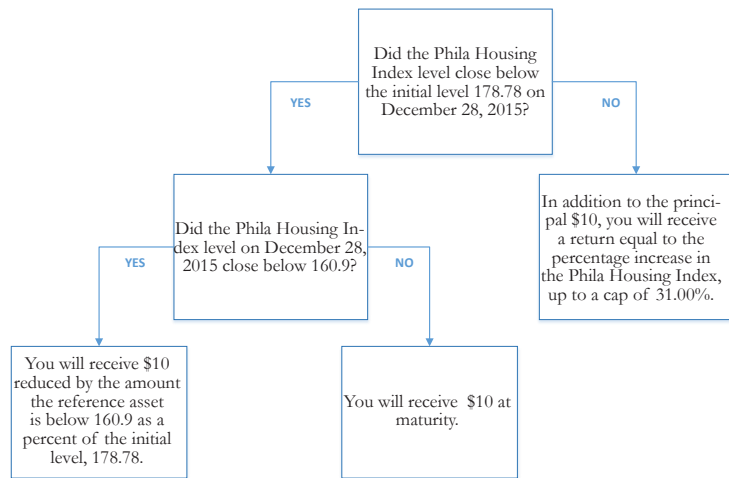 Did the Phila Housing
Index level close below
the initial level 178.78 on
December 28, 2015?
YES
NO
Did the Phila Housing In-
dex level on December 28,
2015 close below 160.9?
In addition to the princi-
pal $10, you will receive
a return equal to the
percentage increase in
the Phila Housing Index,
up to a cap of 31.00%.
YES
NO
You will receive $10
reduced by the amount
the reference asset
is below 160.9 as a
percent of the initial
level, 178.78.
You will receive $10 at
maturity.